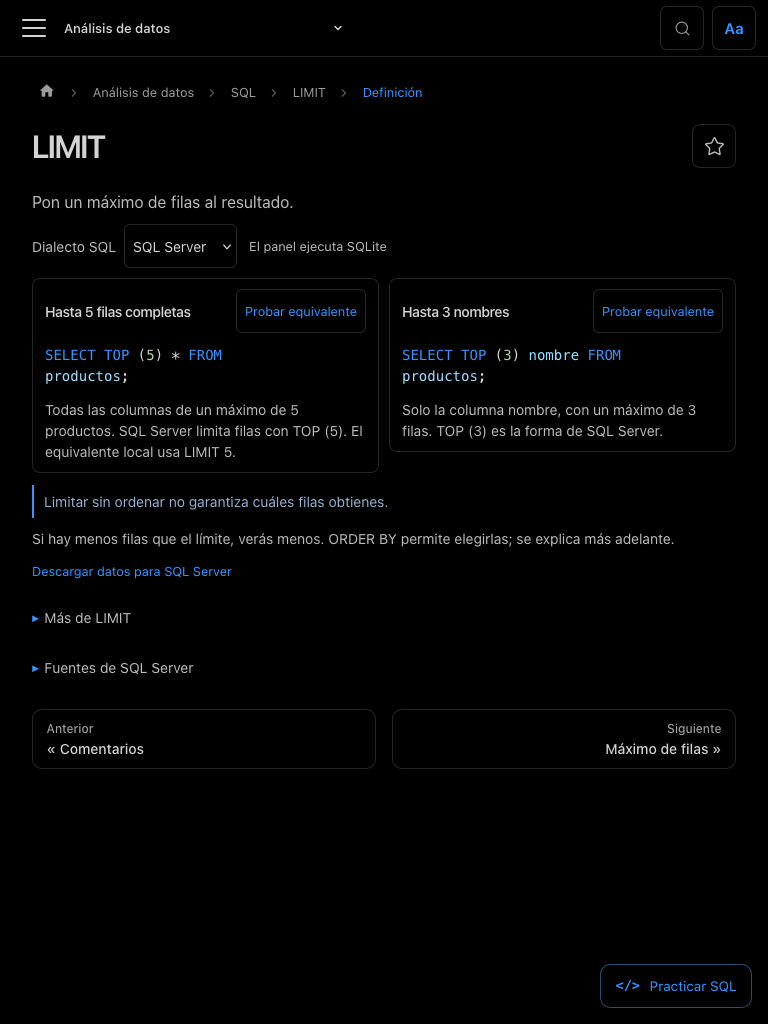 Análisis de datos
Aa
Análisis de datos > SQL > LIMIT > Definición
LIMIT
Pon un máximo de filas al resultado.
Dialecto SQL SQL Server El panel ejecuta SQLite
Hasta 5 filas completas
Probar equivalente
SELECT TOP (5) * FROM
productos;
Todas las columnas de un máximo de 5
productos. SQL Server limita filas con TOP (5). El
equivalente local usa LIMIT 5.
Hasta 3 nombres
Probar equivalente
SELECT TOP (3) nombre FROM
productos;
Solo la columna nombre, con un máximo de 3
filas. TOP (3) es la forma de SQL Server.
Limitar sin ordenar no garantiza cuáles filas obtienes.
Si hay menos filas que el límite, verás menos. ORDER BY permite elegirlas; se explica más adelante.
Descargar datos para SQL Server
▸ Más de LIMIT
▸ Fuentes de SQL Server
Anterior
« Comentarios
Siguiente
Máximo de filas »
</> Practicar SQL